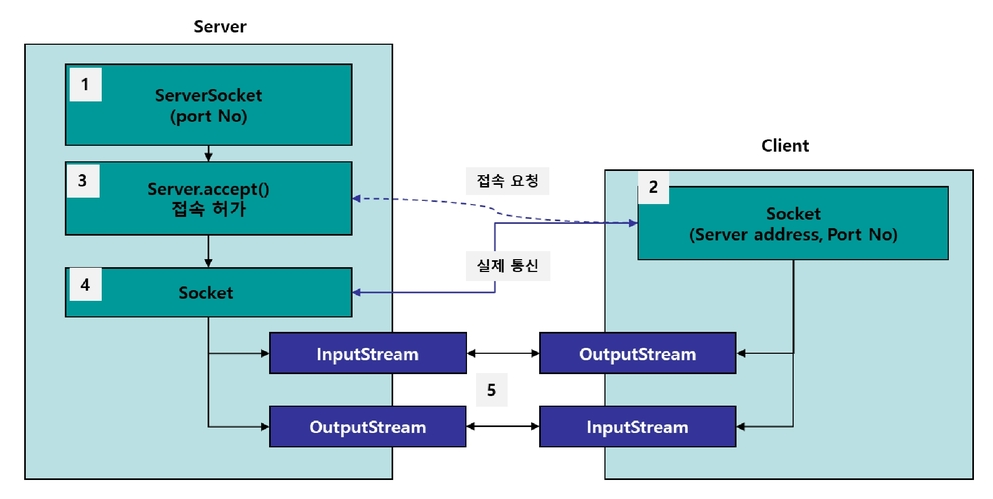 Server
1
ServerSocket
(port No)
3
Server.accept()
접속 허가
4
Socket
접속 요청
실제 통신
Client
2
Socket
(Server address, Port No)
InputStream
OutputStream
5
OutputStream
InputStream